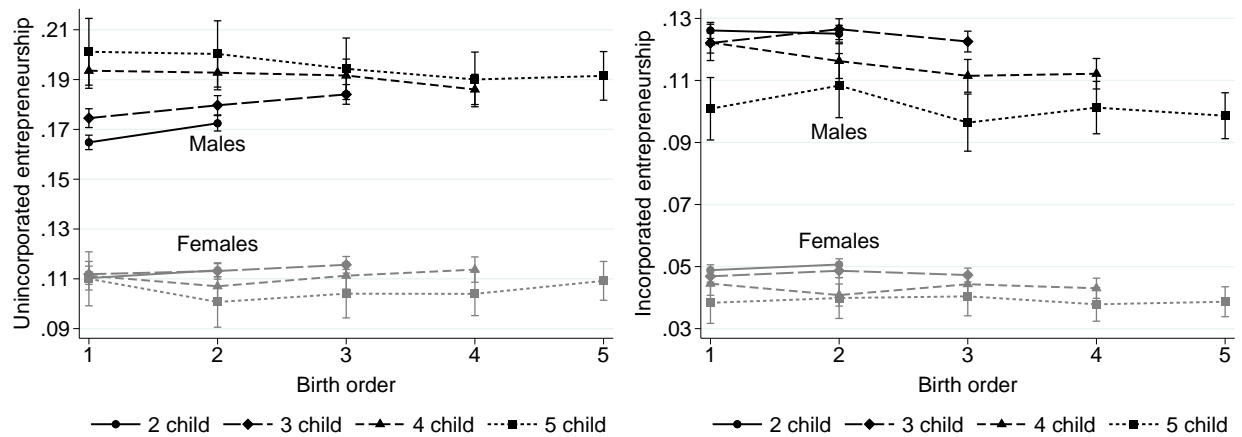 Unincorporated entrepreneurship
.21
.19
.17
.15
.13
.11
.09
Males
Females
1 2 3 4 5
Birth order
2 child 3 child 4 child 5 child
Incorporated entrepreneurship
.13
.11
.09
.07
.05
.03
Males
Females
1 2 3 4 5
Birth order
2 child 3 child 4 child 5 child